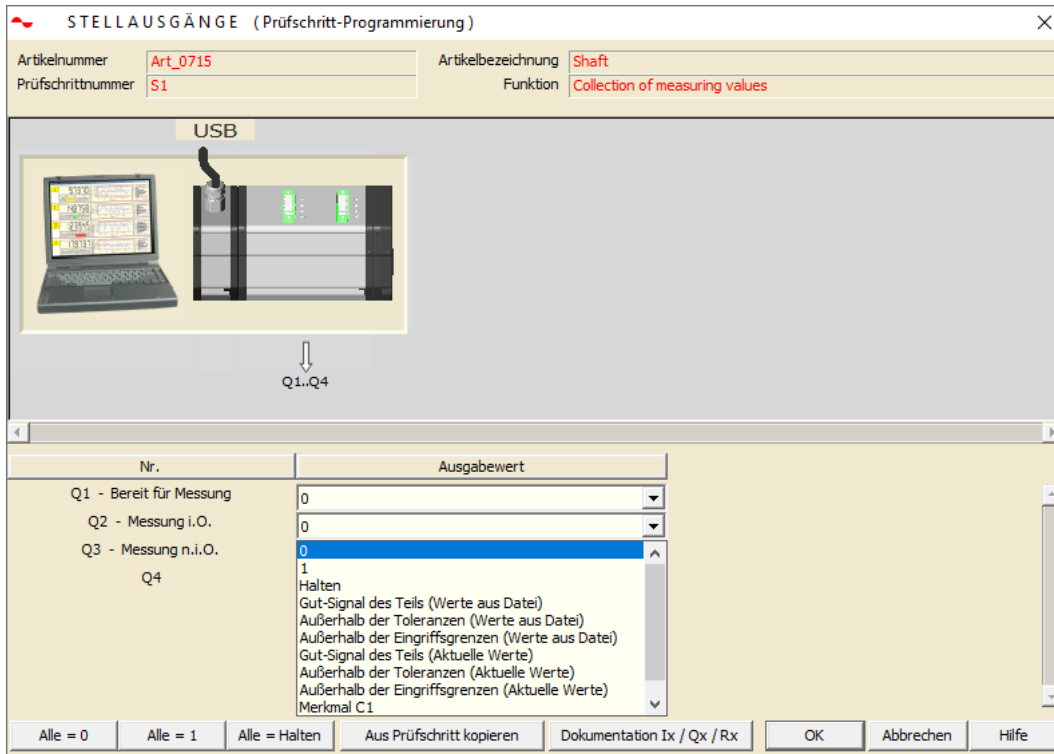 STELLAUSGÄNGE (Prüfschritt-Programmierung)
Artikelnummer Art_0715 Artikelbezeichnung Shaft
Prüfschrittnummer S1 Funktion Collection of measuring values
USB
Q1..Q4
Nr. Ausgabewert
Q1 - Bereit für Messung 0
Q2 - Messung i.O. 0
Q3 - Messung n.i.O. 0
1
Q4
Halten
Gut-Signal des Teils (Werte aus Datei)
Außerhalb der Toleranzen (Werte aus Datei)
Außerhalb der Eingriffsgrenzen (Werte aus Datei)
Gut-Signal des Teils (Aktuelle Werte)
Außerhalb der Toleranzen (Aktuelle Werte)
Außerhalb der Eingriffsgrenzen (Aktuelle Werte)
Merkmal C1
Alle = 0 Alle = 1 Alle = Halten Aus Prüfschritt kopieren Dokumentation Ix / Qx / Rx OK Abbrechen Hilfe